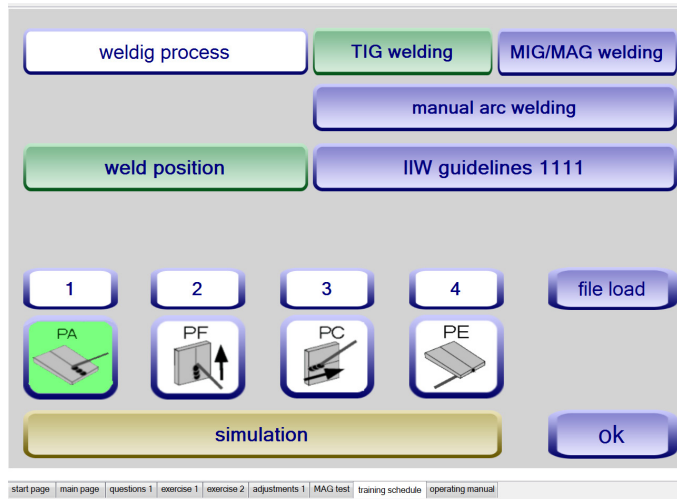 weldig process TIG welding MIG/MAG welding
manual arc welding
weld position IIW guidelines 1111
1 2 3 4 file load
PA PF PC PE
simulation ok
start page main page questions 1 exercise 1 exercise 2 adjustments 1 MAG test training schedule operating manual